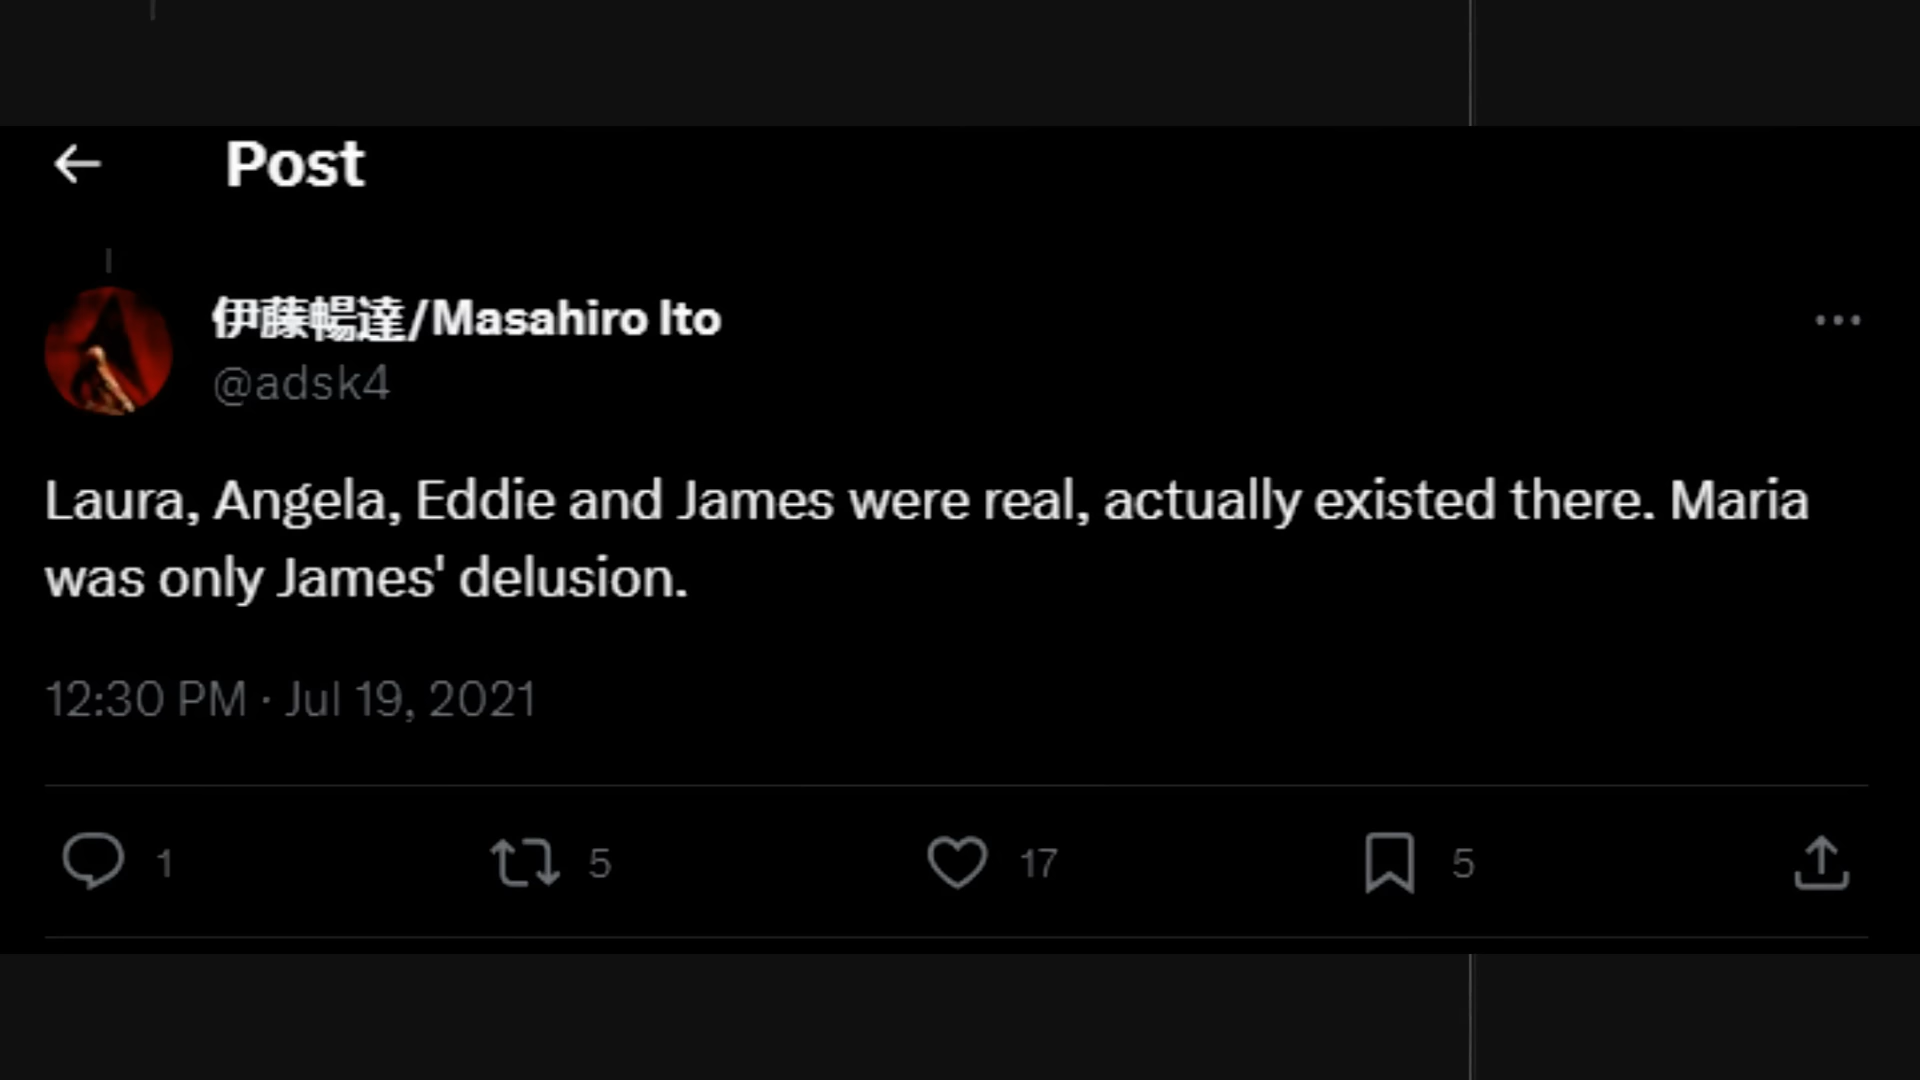 Post
伊藤暢達/Masahiro Ito
@adsk4
Laura, Angela, Eddie and James were real, actually existed there. Maria
was only James' delusion.
12:30 PM · Jul 19, 2021
1 5 17 5